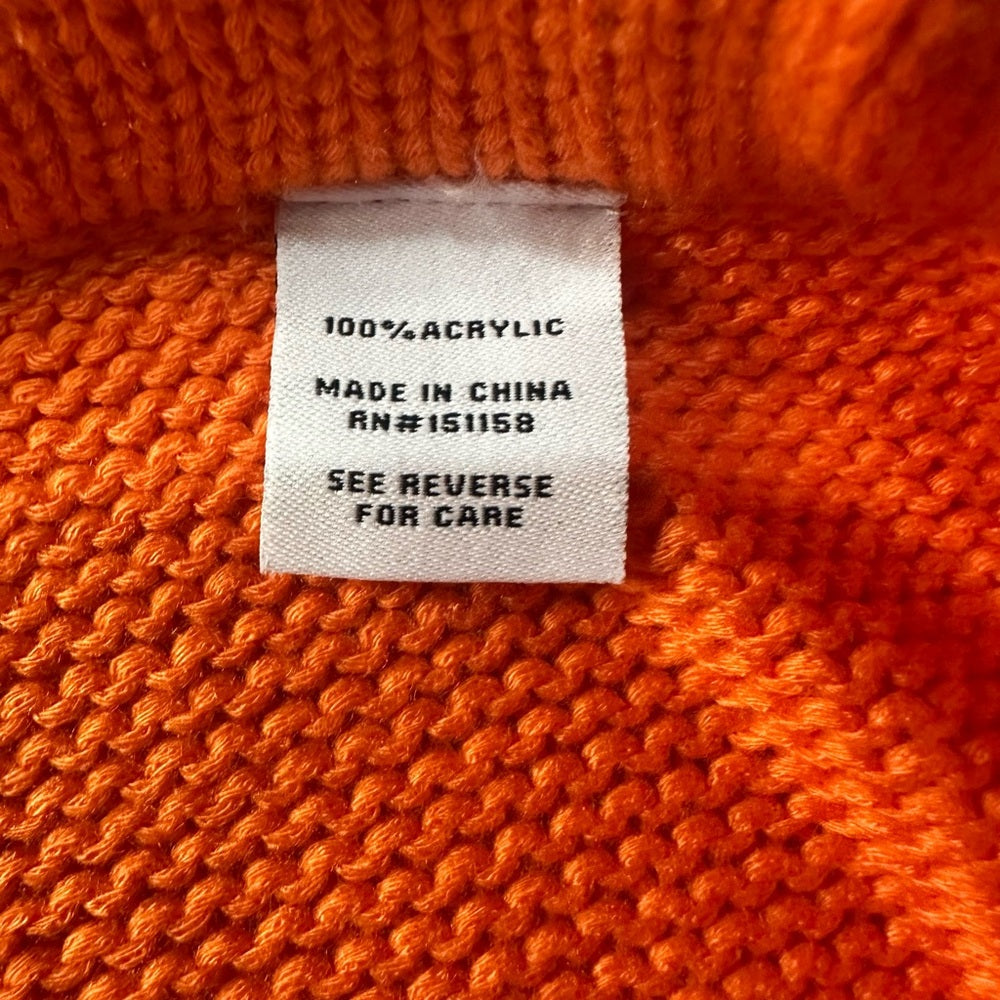 100% ACRYLIC
MADE IN CHINA
RN#151158
SEE REVERSE
FOR CARE